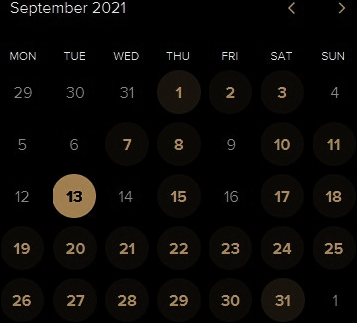 September 2021
MON TUE WED THU FRI SAT SUN
29 30 31 1 2 3 4
5 6 7 8 9 10 11
12 13 14 15 16 17 18
19 20 21 22 23 24 25
26 27 28 29 30 31 1